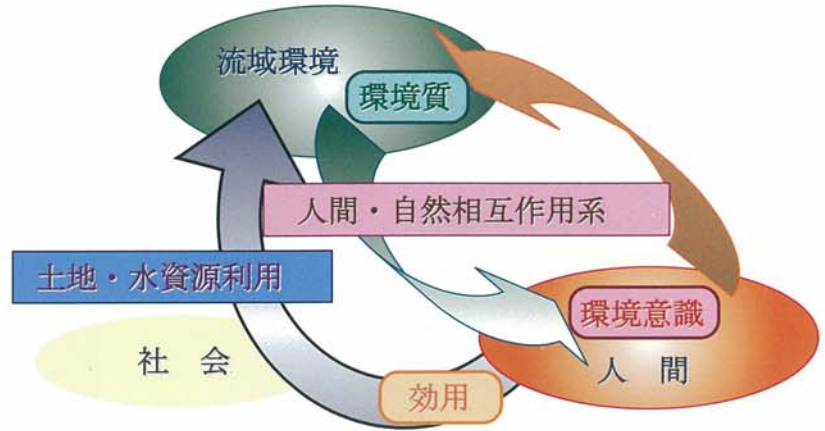 流域環境
環境質
人間・自然相互作用系
土地・水資源利用
環境意識
社　会
人　間
効用